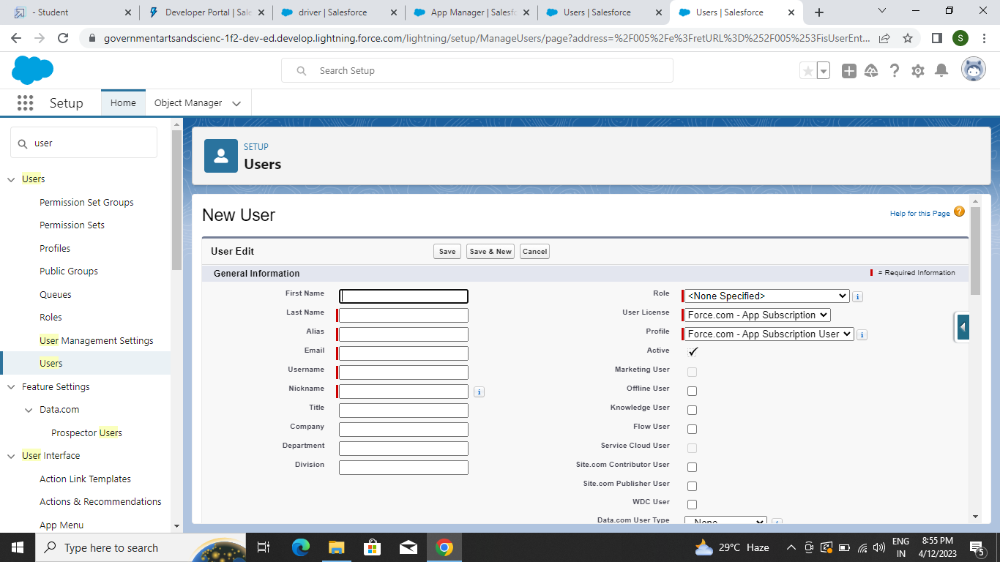 - Student
Developer Portal | Sale
driver | Salesforce
App Manager | Salesf
Users | Salesforce
Users | Salesforce
governmentartsandscienc-1f2-dev-ed.develop.lightning.force.com/lightning/setup/ManageUsers/page?address=%2F005%2Fe%3FretURL%3D%252F005%253FisUserEnt...
S
Search Setup
Setup
Home
Object Manager
user
Users
Permission Set Groups
Permission Sets
Profiles
Public Groups
Queues
Roles
User Management Settings
Users
Feature Settings
Data.com
Prospector Users
User Interface
Action Link Templates
Actions & Recommendations
App Menu
SETUP
Users
New User
Help for this Page
User Edit
Save
Save & New
Cancel
General Information
= Required Information
First Name
Last Name
Alias
Email
Username
Nickname
Title
Company
Department
Division
Role
<None Specified>
User License
Force.com - App Subscription
Profile
Force.com - App Subscription User
Active
Marketing User
Offline User
Knowledge User
Flow User
Service Cloud User
Site.com Contributor User
Site.com Publisher User
WDC User
Data.com User Type
--None--
Type here to search
29°C Haze
ENG
IN
8:55 PM
4/12/2023
5